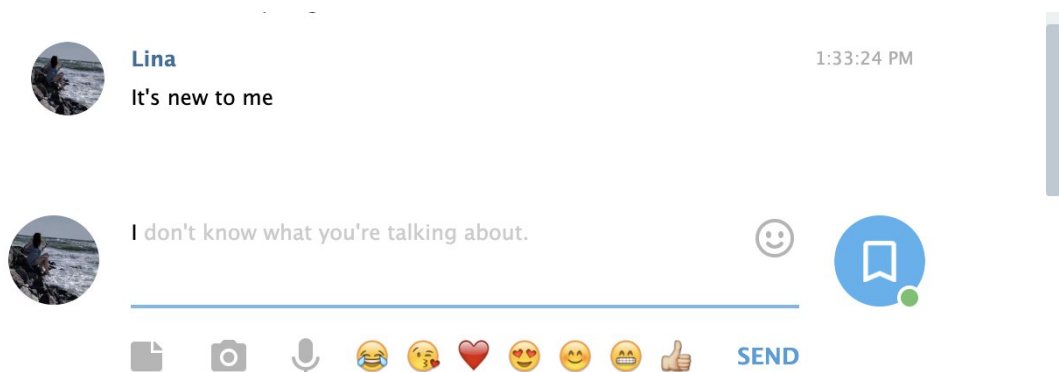 Lina
1:33:24 PM
It's new to me
I don't know what you're talking about.
SEND